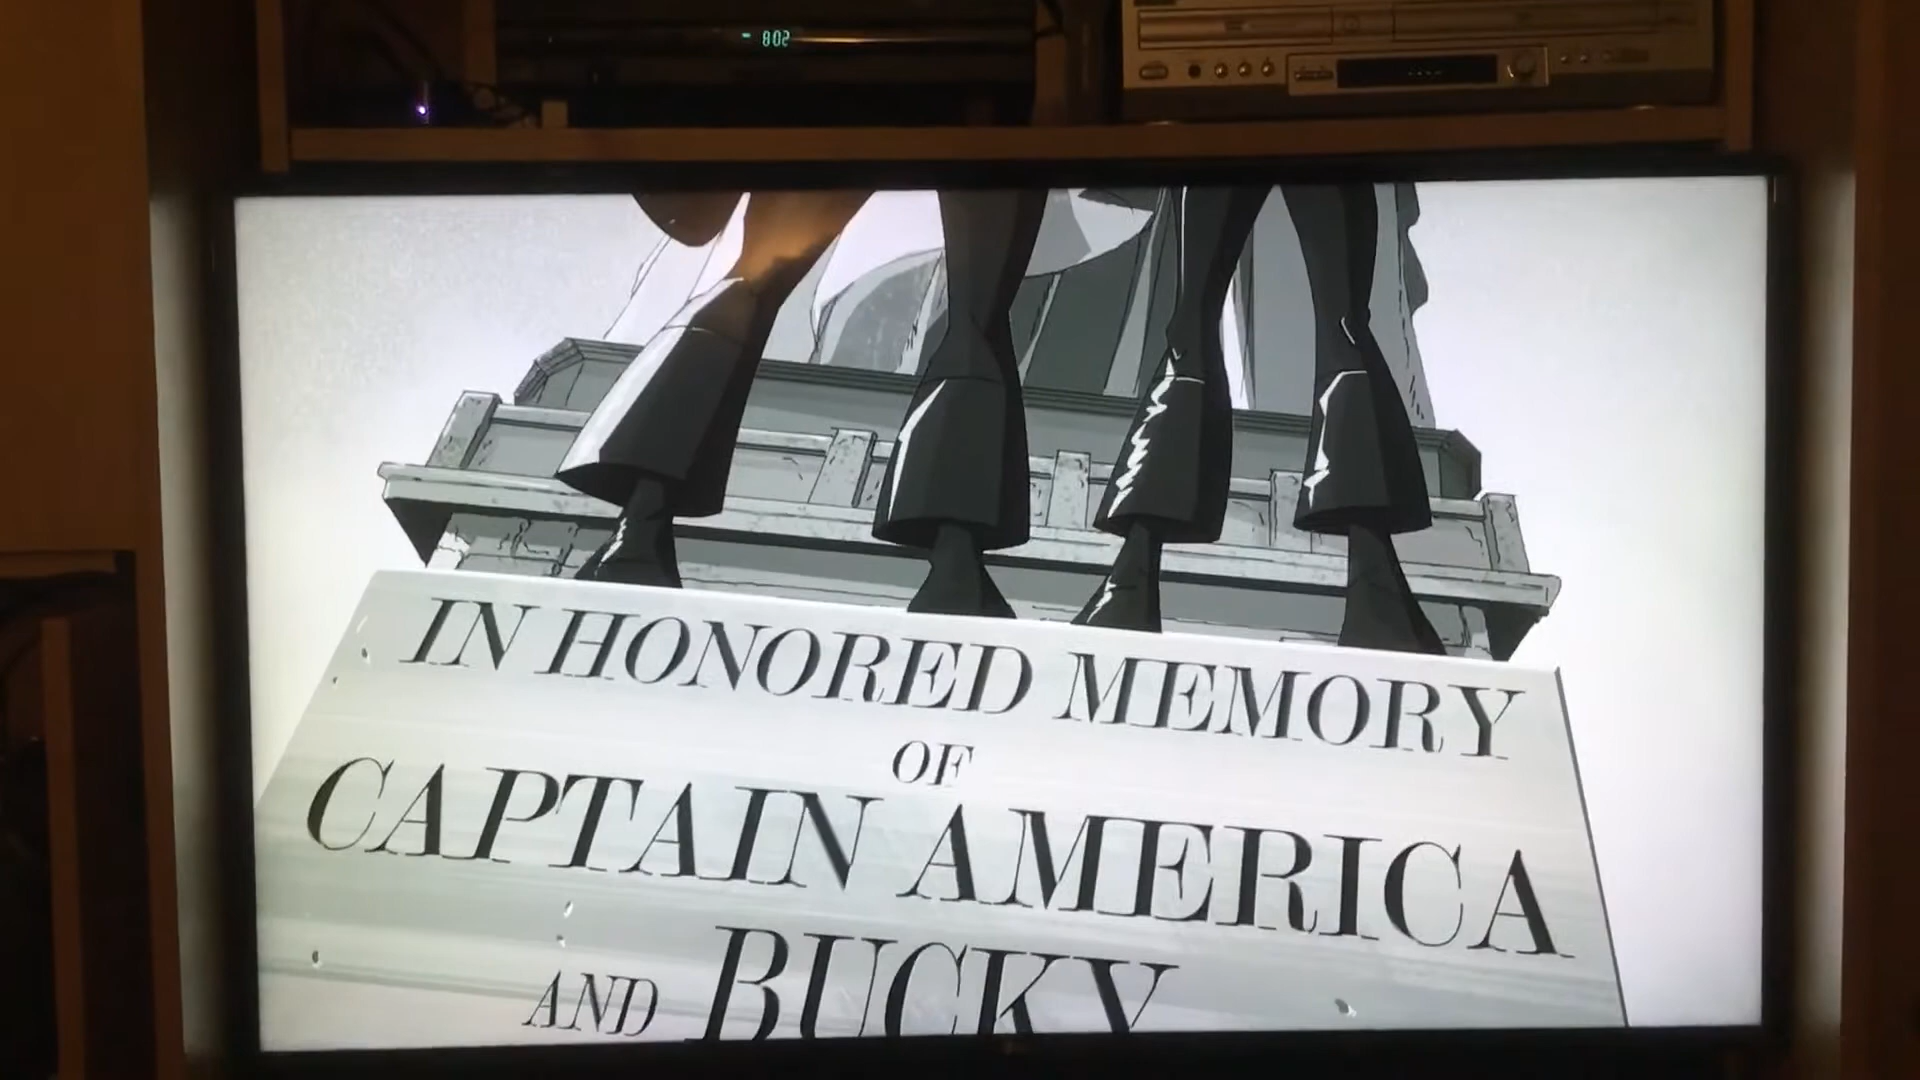 802
IN HONORED MEMORY
OF
CAPTAIN AMERICA
AND BUCKY